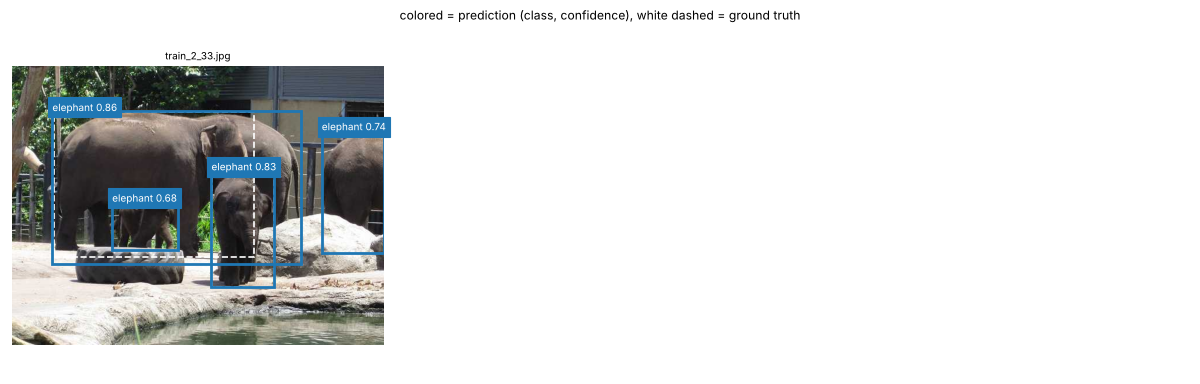 colored = prediction (class, confidence), white dashed = ground truth
train_2_33.jpg
elephant 0.86
elephant 0.74
elephant 0.83
elephant 0.68